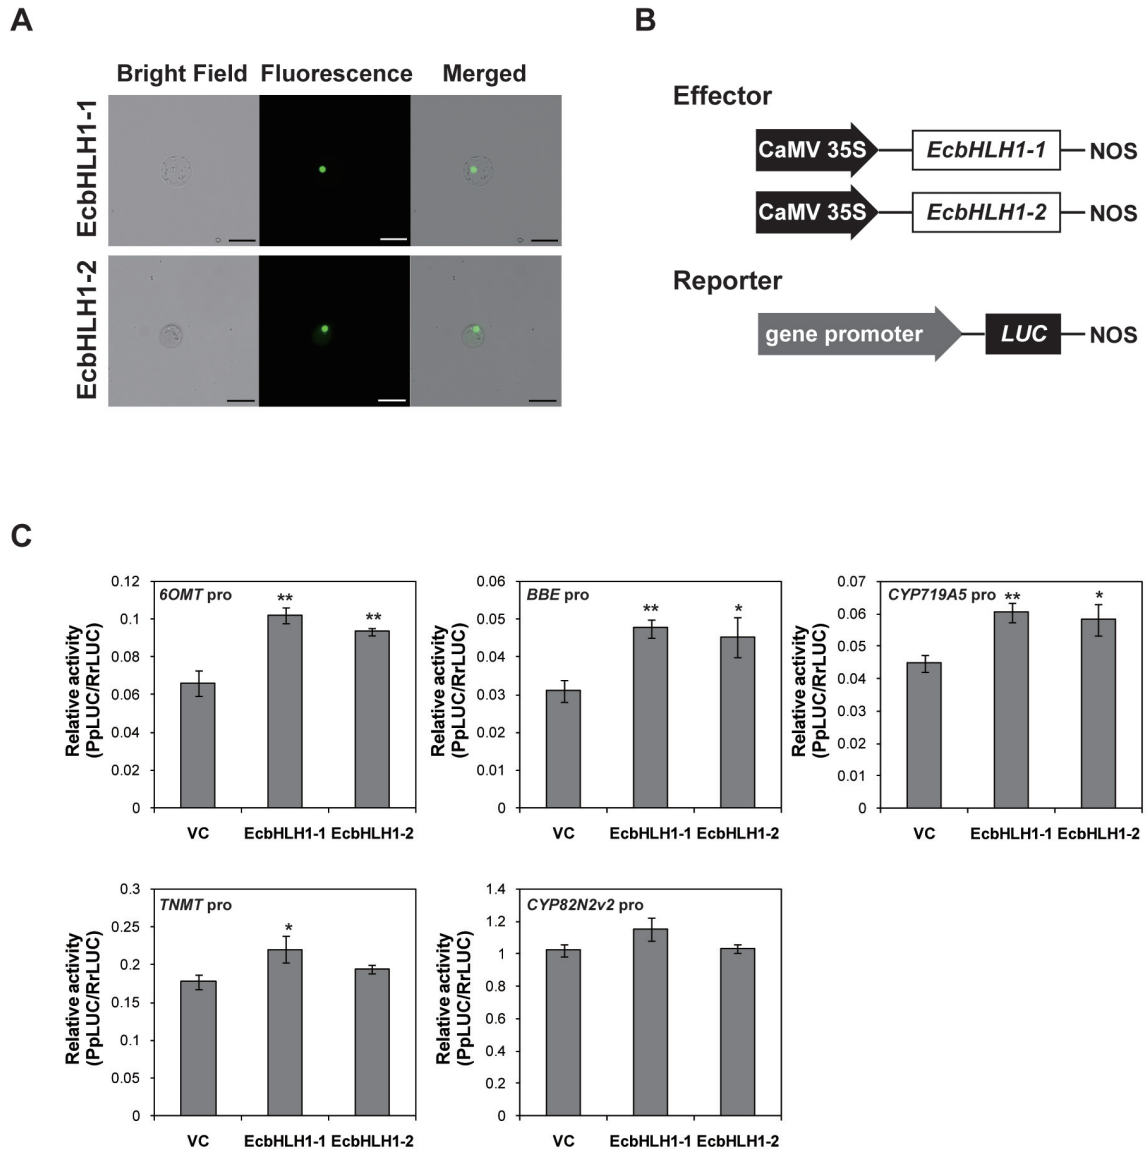 A
B
Bright Field Fluorescence Merged
EcbHLH1-1
EcbHLH1-2
Effector
CaMV 35S EcbHLH1-1 NOS
CaMV 35S EcbHLH1-2 NOS
Reporter
gene promoter LUC NOS
C
6OMT pro
Relative activity
(PpLUC/RrLUC)
0.12
0.1
0.08
0.06
0.04
0.02
0
**
**
VC EcbHLH1-1 EcbHLH1-2
BBE pro
Relative activity
(PpLUC/RrLUC)
0.06
0.05
0.04
0.03
0.02
0.01
0
**
*
VC EcbHLH1-1 EcbHLH1-2
CYP719A5 pro
Relative activity
(PpLUC/RrLUC)
0.07
0.06
0.05
0.04
0.03
0.02
0.01
0
**
*
VC EcbHLH1-1 EcbHLH1-2
TNMT pro
Relative activity
(PpLUC/RrLUC)
0.3
0.25
0.2
0.15
0.1
0.05
0
*
VC EcbHLH1-1 EcbHLH1-2
CYP82N2v2 pro
Relative activity
(PpLUC/RrLUC)
1.4
1.2
1
0.8
0.6
0.4
0.2
0
VC EcbHLH1-1 EcbHLH1-2